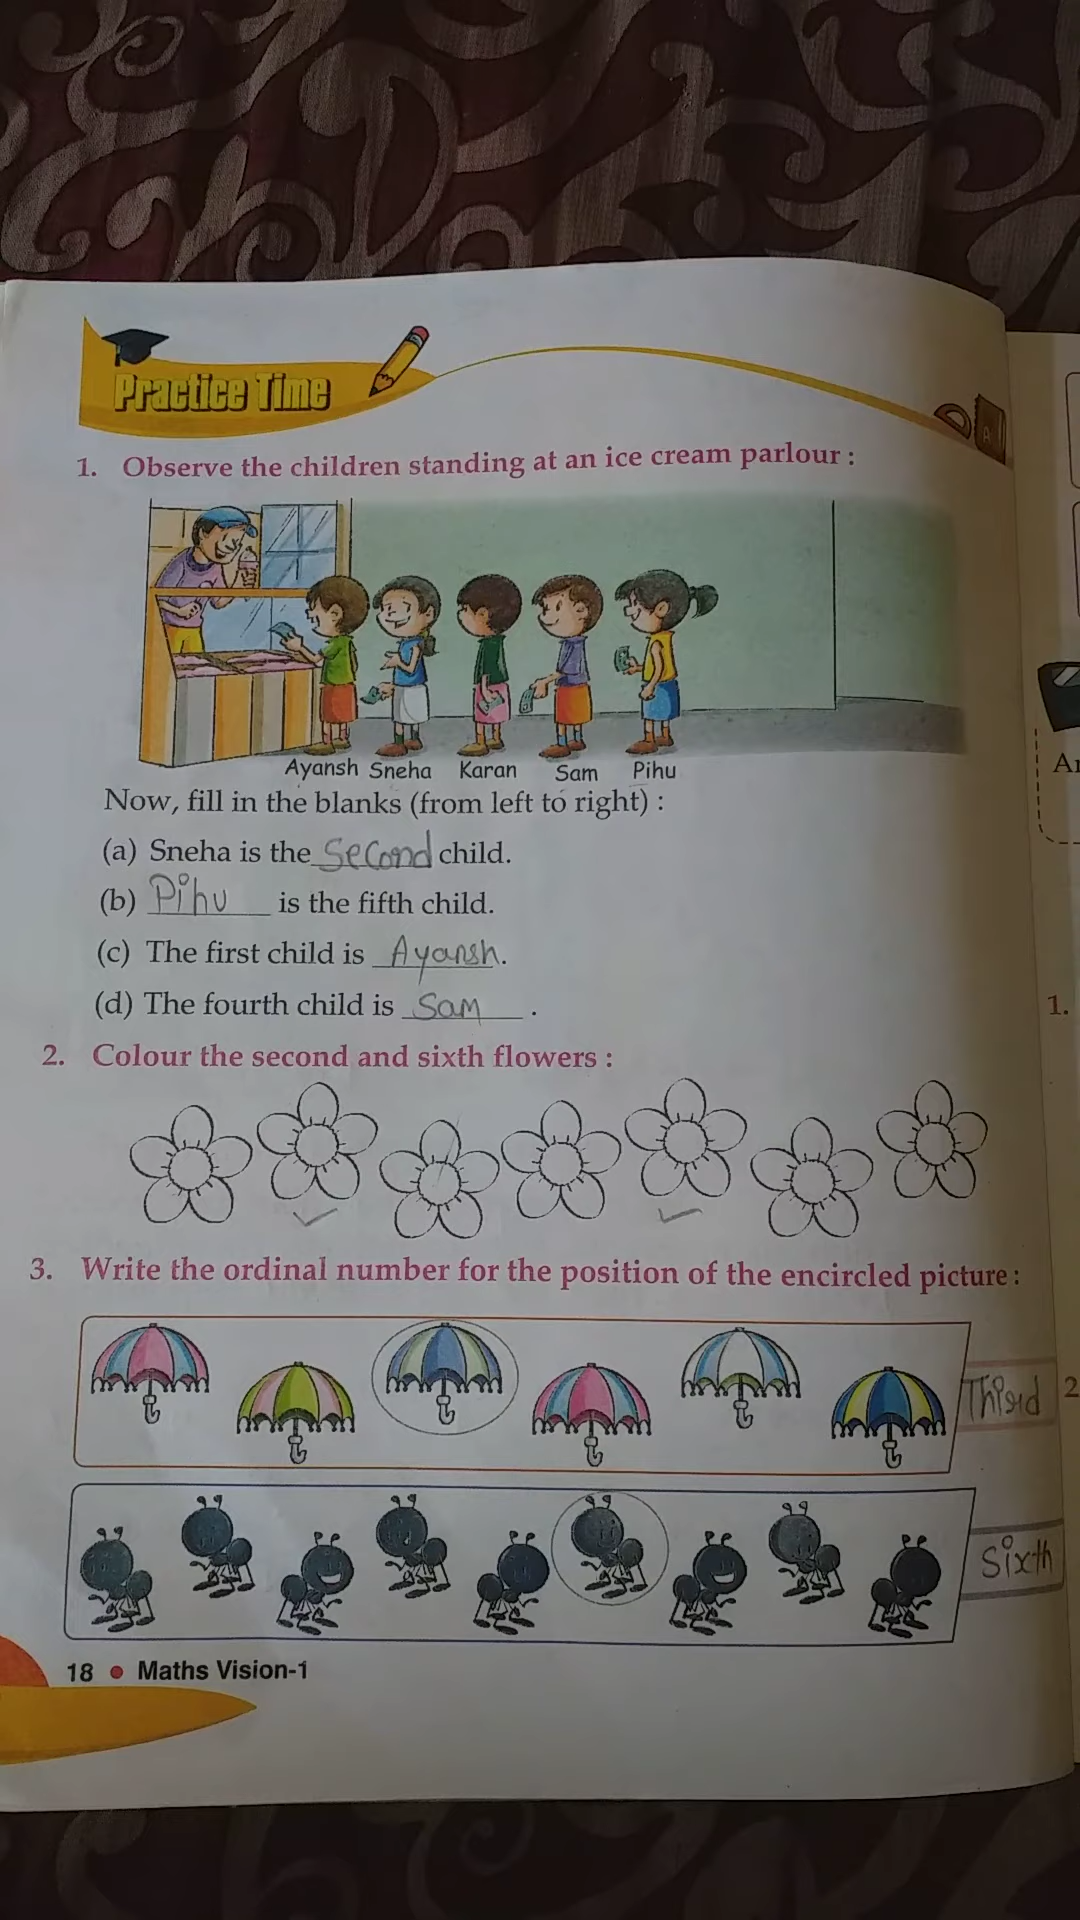 Practice Time
1. Observe the children standing at an ice cream parlour :
Ayansh Sneha Karan Sam Pihu
Now, fill in the blanks (from left to right) :
(a) Sneha is the Second child.
(b) Pihu is the fifth child.
(c) The first child is Ayansh.
(d) The fourth child is Sam.
2. Colour the second and sixth flowers :
3. Write the ordinal number for the position of the encircled picture :
Third
Sixth
18 • Maths Vision-1
A
1.
2